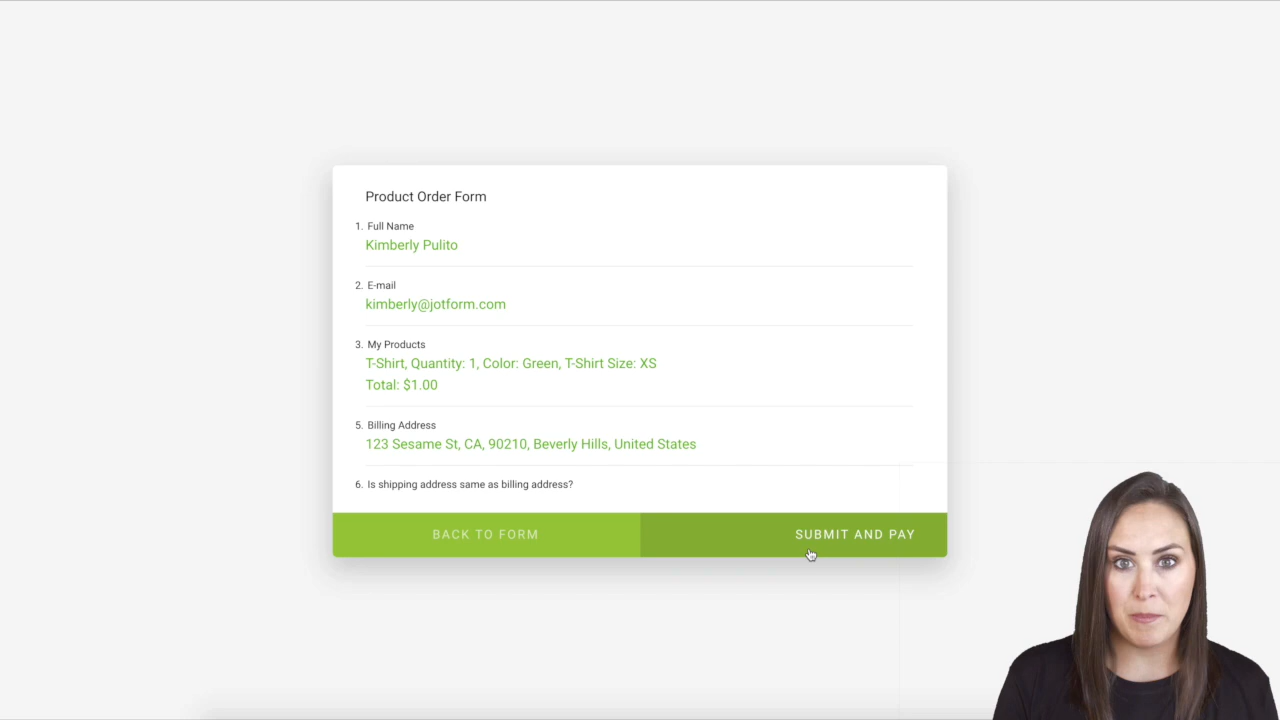 Product Order Form
1. Full Name
Kimberly Pulito
2. E-mail
kimberly@jotform.com
3. My Products
T-Shirt, Quantity: 1, Color: Green, T-Shirt Size: XS
Total: $1.00
5. Billing Address
123 Sesame St, CA, 90210, Beverly Hills, United States
6. Is shipping address same as billing address?
BACK TO FORM
SUBMIT AND PAY